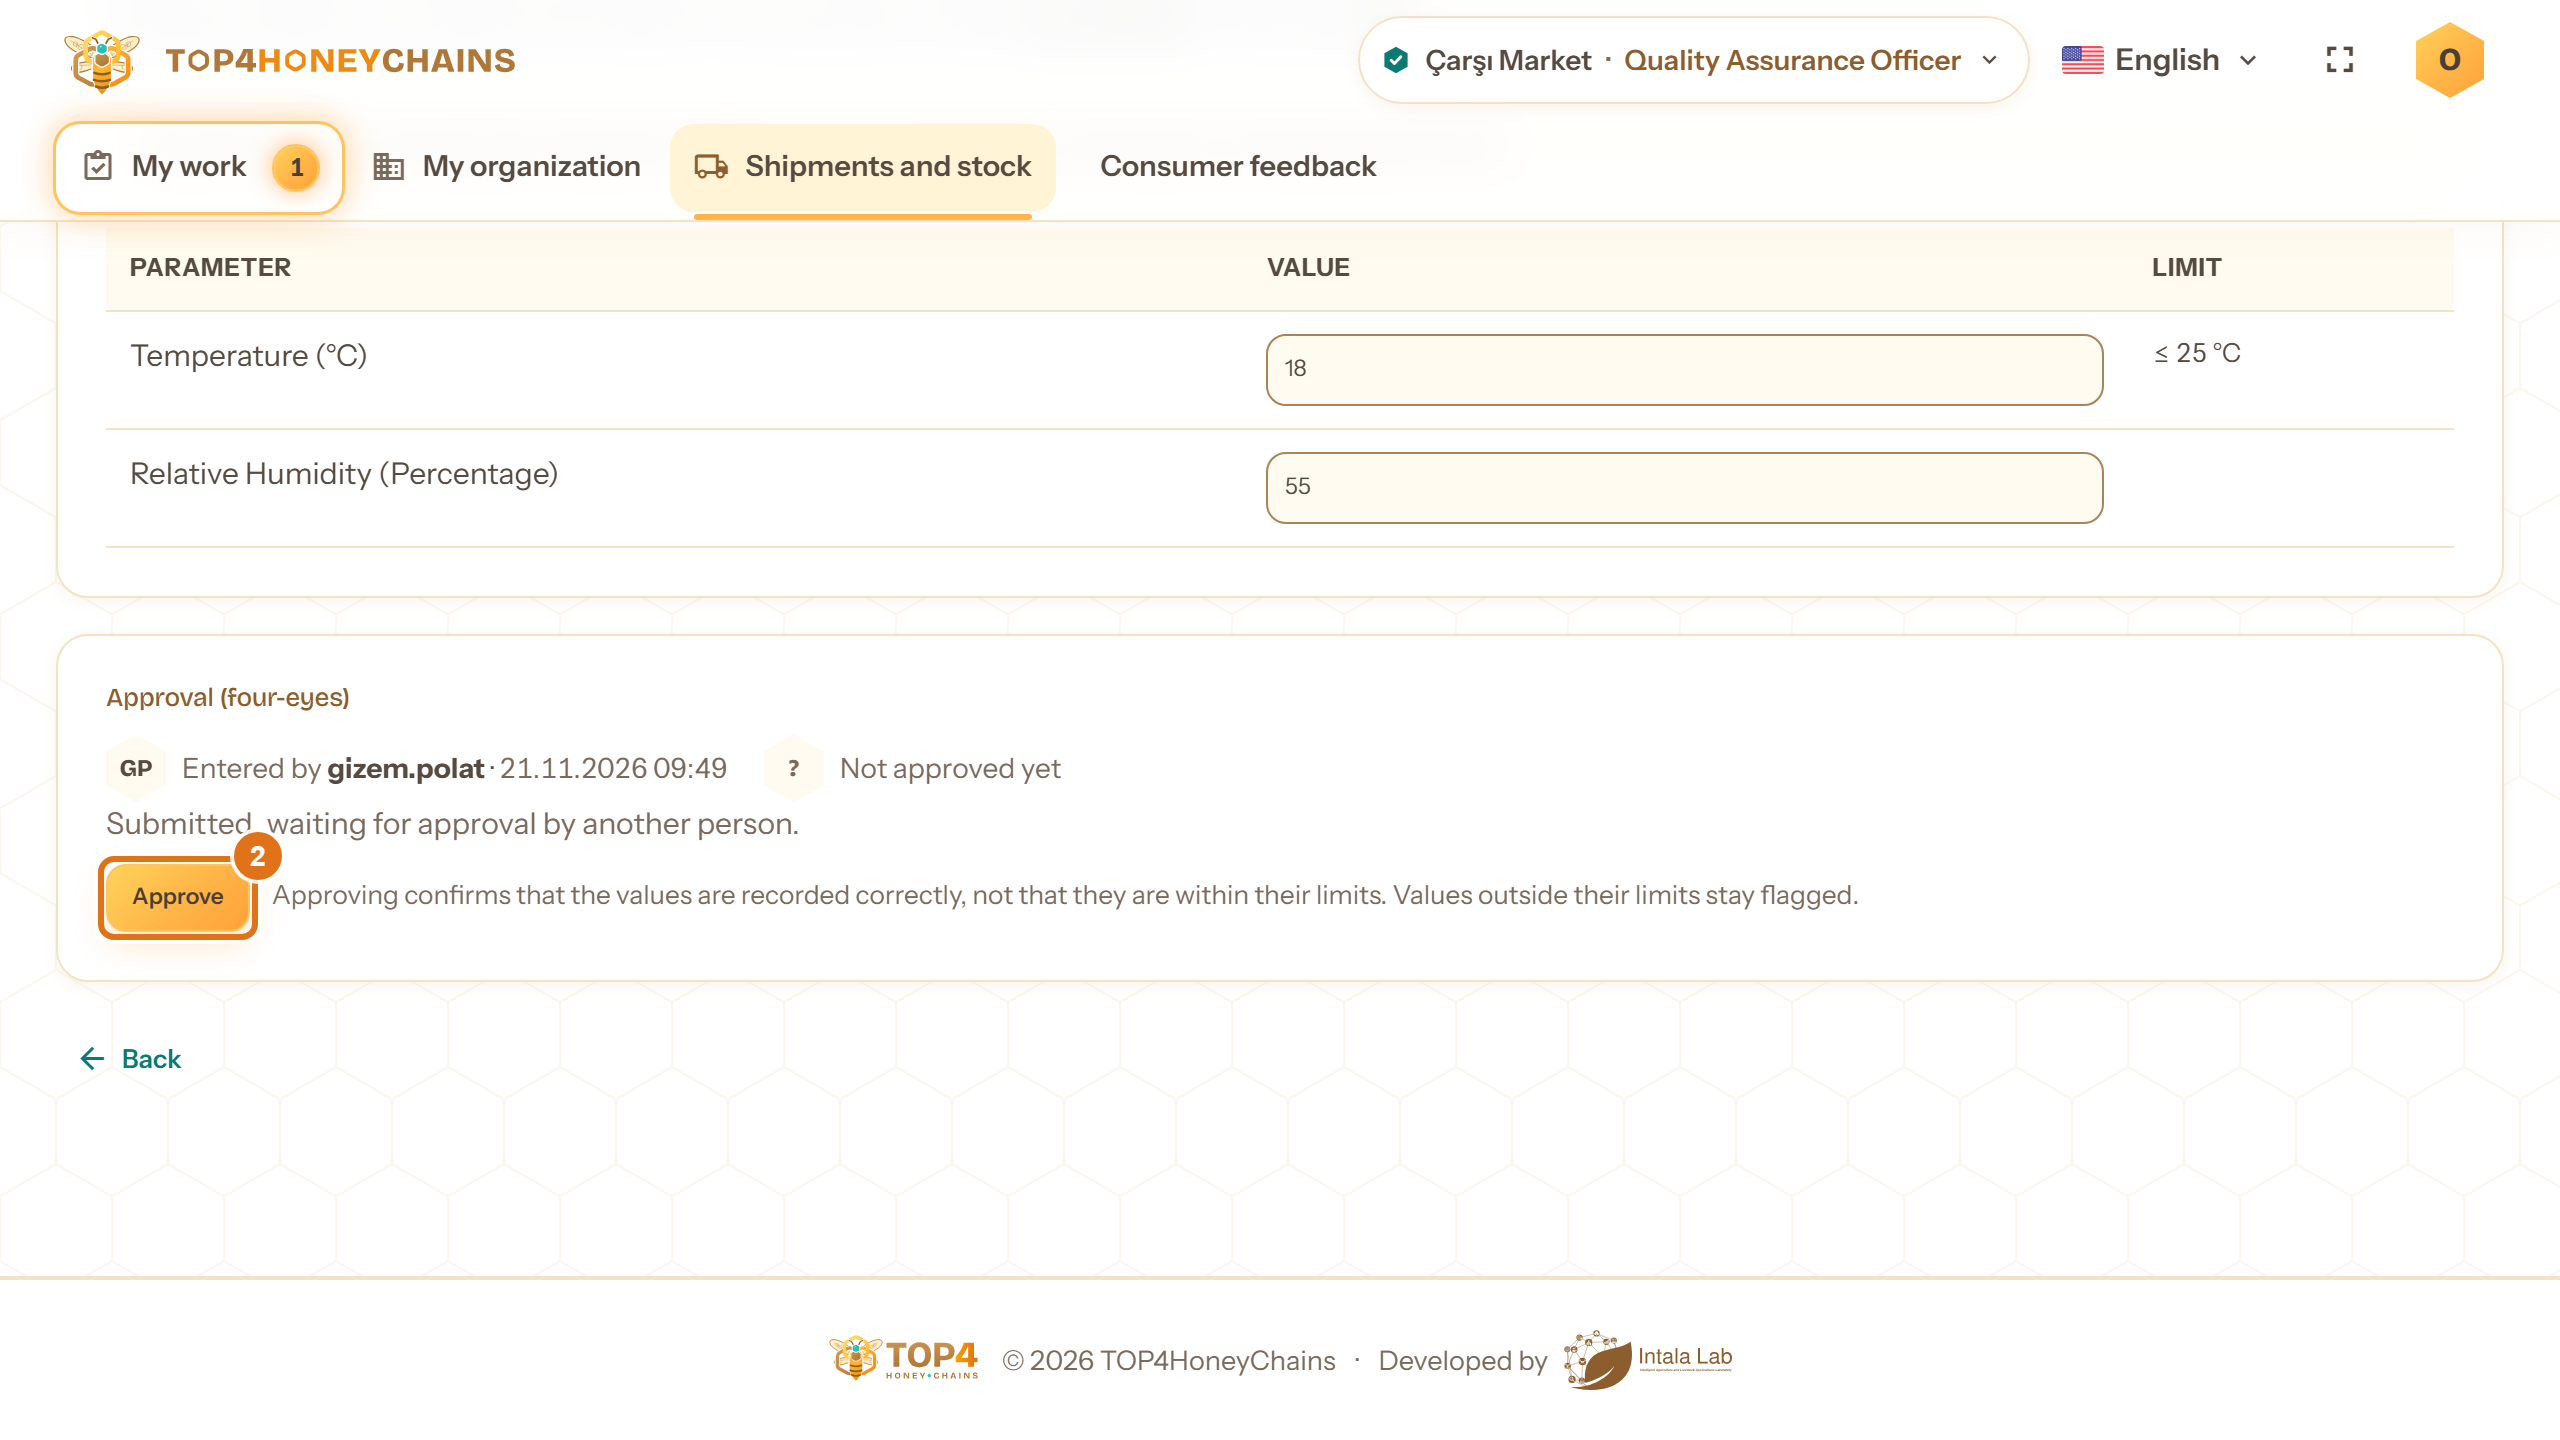 TOP4HONEYCHAINS
Çarşı Market · Quality Assurance Officer
English
O
My work 1
My organization
Shipments and stock
Consumer feedback
PARAMETER VALUE LIMIT
Temperature (°C) 18 ≤ 25 °C
Relative Humidity (Percentage) 55
Approval (four-eyes)
GP Entered by gizem.polat · 21.11.2026 09:49 ? Not approved yet
Submitted, waiting for approval by another person.
2
Approve Approving confirms that the values are recorded correctly, not that they are within their limits. Values outside their limits stay flagged.
← Back
TOP4 HONEY•CHAINS © 2026 TOP4HoneyChains · Developed by Intala Lab